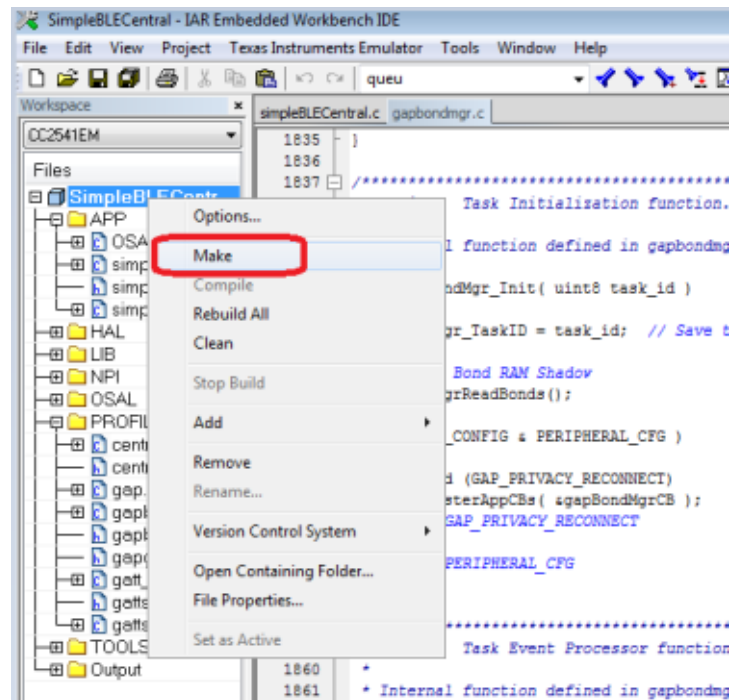 SimpleBLECentral - IAR Embedded Workbench IDE
File Edit View Project Texas Instruments Emulator Tools Window Help
queu
Workspace
simpleBLECentral.c gapbondmgr.c
CC2541EM
Files
SimpleBLEContr
APP
OSA
simp
simp
simp
HAL
LIB
NPI
OSAL
PROFIL
centr
centr
gap.
gapb
gapb
gapg
gatt_
gatts
gatts
TOOLS
Output
Options...
Make
Compile
Rebuild All
Clean
Stop Build
Add
Remove
Rename...
Version Control System
Open Containing Folder...
File Properties...
Set as Active
1835 }
1836
1837 /****************************************
Task Initialization function.
l function defined in gapbondmg
ndMgr_Init( uint8 task_id )
gr_TaskID = task_id; // Save t
Bond RAM Shadow
grReadBonds();
_CONFIG & PERIPHERAL_CFG )
d (GAP_PRIVACY_RECONNECT)
sterAppCBs( &gapBondMgrCB );
GAP_PRIVACY_RECONNECT
PERIPHERAL_CFG
****************************************
Task Event Processor function
1860 *
1861 * Internal function defined in gapbondmg